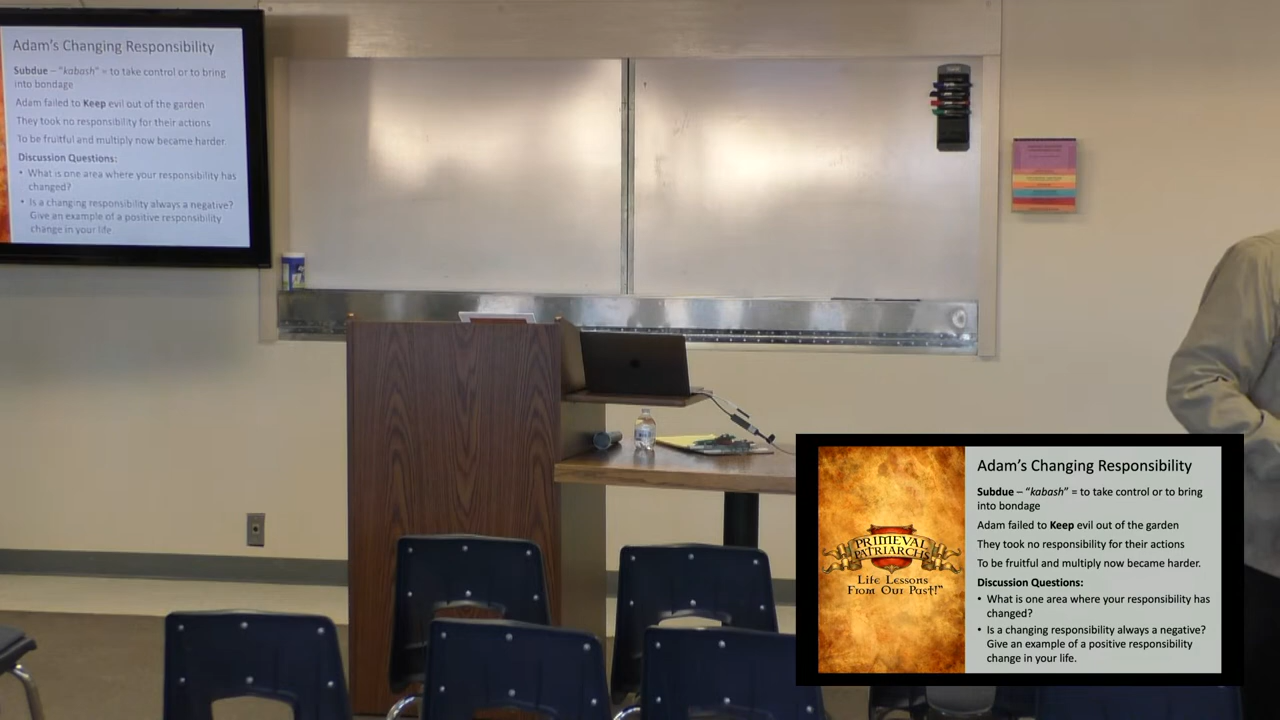 Adam's Changing Responsibility
Subdue – "kabash" = to take control or to bring
into bondage
Adam failed to Keep evil out of the garden
They took no responsibility for their actions
To be fruitful and multiply now became harder
Discussion Questions:
• What is one area where your responsibility has
changed?
• Is a changing responsibility always a negative?
Give an example of a positive responsibility
change in your life
PRIMEVAL
PATRIARCHS
Life Lessons
From Our Past!"
Adam's Changing Responsibility
Subdue – "kabash" = to take control or to bring
into bondage
Adam failed to Keep evil out of the garden
They took no responsibility for their actions
To be fruitful and multiply now became harder.
Discussion Questions:
• What is one area where your responsibility has
changed?
• Is a changing responsibility always a negative?
Give an example of a positive responsibility
change in your life.